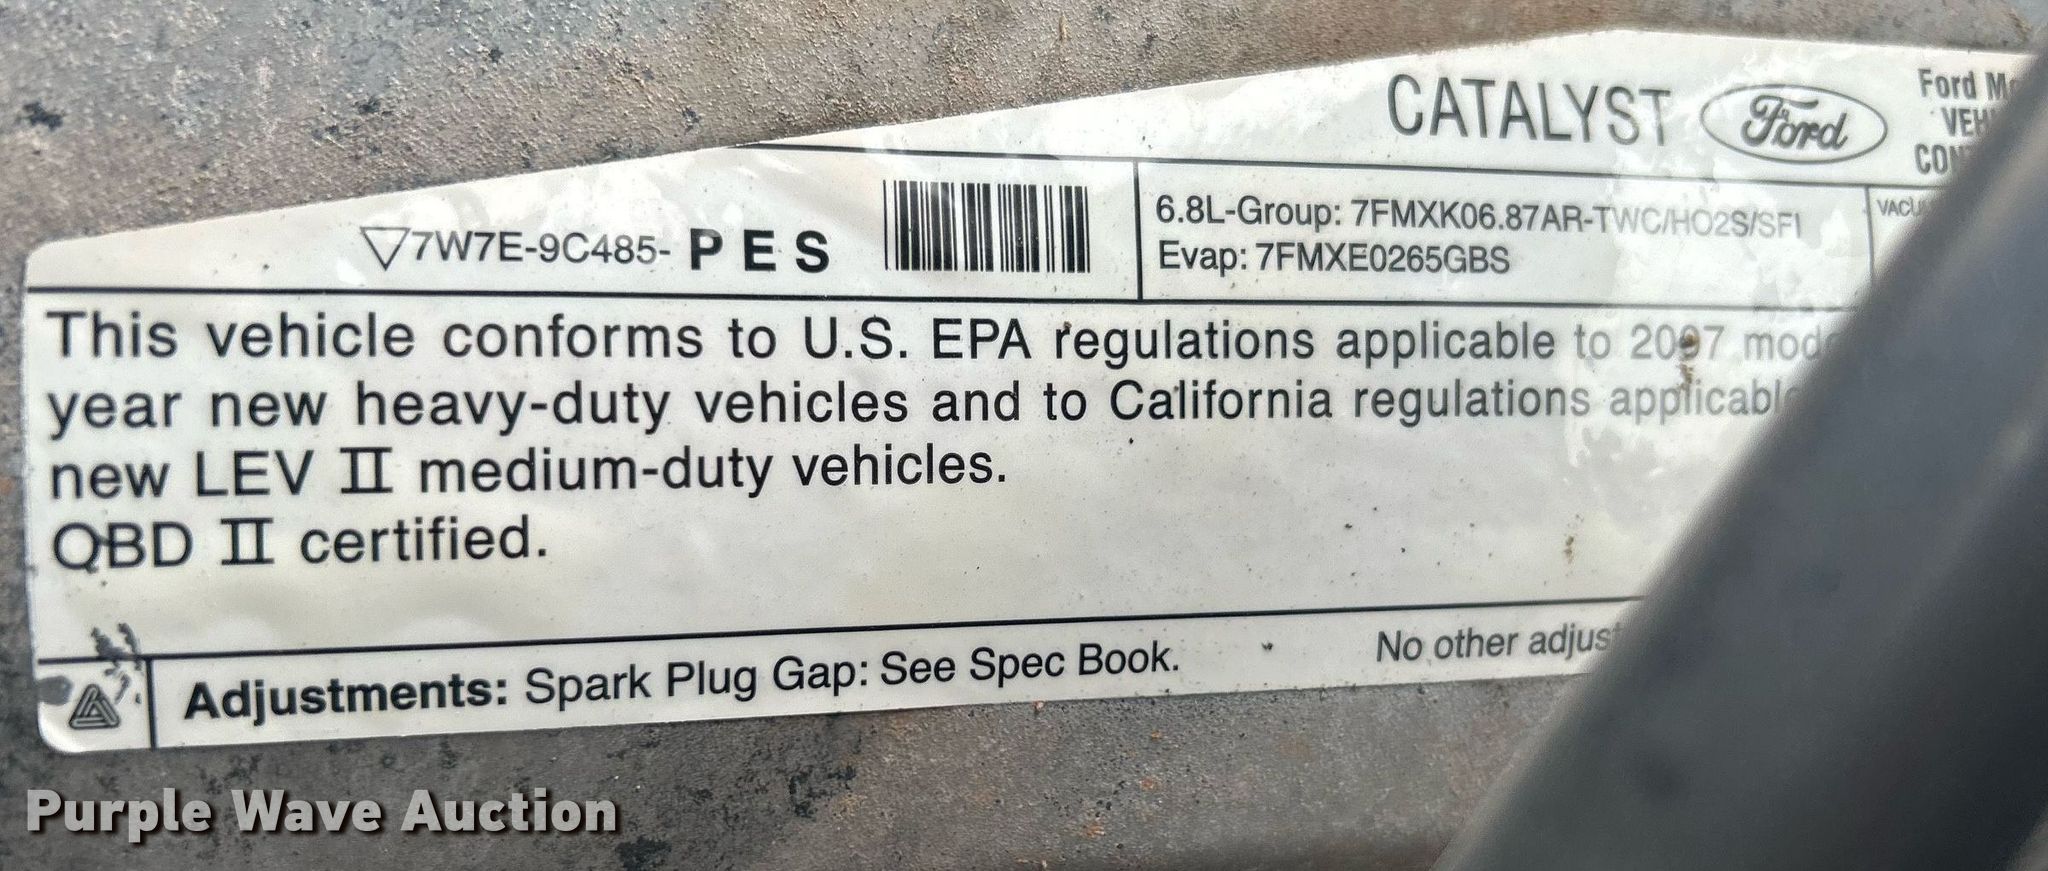 CATALYST Ford Ford
7W7E-9C485- PES
6.8L-Group: 7FMXK06.87AR-TWC/HO2S/SFI
Evap: 7FMXE0265GBS
This vehicle conforms to U.S. EPA regulations applicable to 2007
year new heavy-duty vehicles and to California regulations
new LEV II medium-duty vehicles.
OBD II certified.
Adjustments: Spark Plug Gap: See Spec Book. No other
Purple Wave Auction